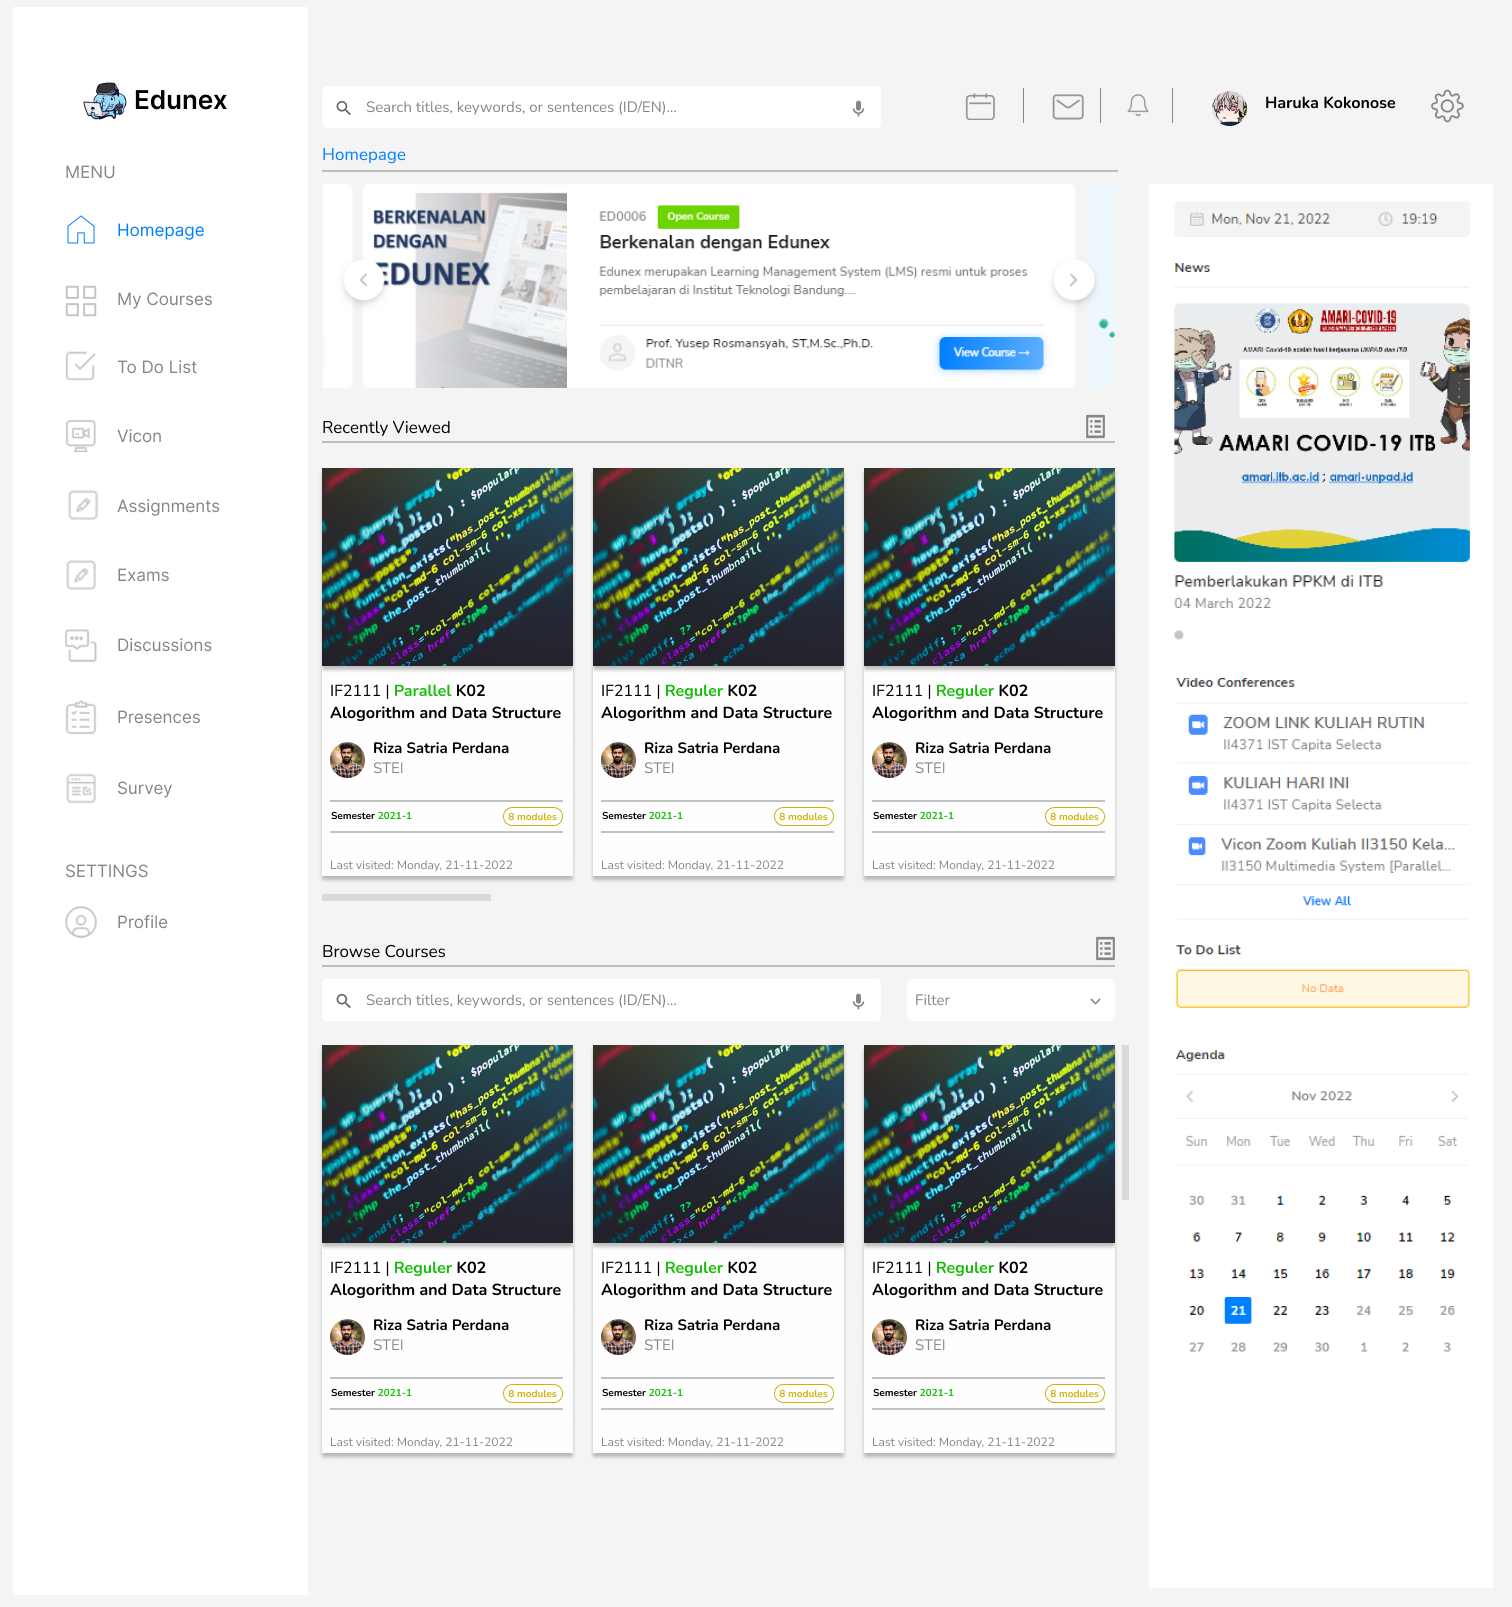 Edunex
MENU
Homepage
My Courses
To Do List
Vicon
Assignments
Exams
Discussions
Presences
Survey
SETTINGS
Profile
Search titles, keywords, or sentences (ID/EN)...
Haruka Kokonose
Homepage
BERKENALAN
DENGAN
EDUNEX
ED0006 Open Course
Berkenalan dengan Edunex
Edunex merupakan Learning Management System (LMS) resmi untuk proses
pembelajaran di Institut Teknologi Bandung....
Prof. Yusep Rosmansyah, ST,M.Sc.,Ph.D.
DITNR
View Course →
Recently Viewed
IF2111 | Parallel K02
Alogorithm and Data Structure
Riza Satria Perdana
STEI
Semester 2021-1
8 modules
Last visited: Monday, 21-11-2022
IF2111 | Reguler K02
Alogorithm and Data Structure
Riza Satria Perdana
STEI
Semester 2021-1
8 modules
Last visited: Monday, 21-11-2022
IF2111 | Reguler K02
Alogorithm and Data Structure
Riza Satria Perdana
STEI
Semester 2021-1
8 modules
Last visited: Monday, 21-11-2022
Browse Courses
Search titles, keywords, or sentences (ID/EN)...
Filter
IF2111 | Reguler K02
Alogorithm and Data Structure
Riza Satria Perdana
STEI
Semester 2021-1
8 modules
Last visited: Monday, 21-11-2022
IF2111 | Reguler K02
Alogorithm and Data Structure
Riza Satria Perdana
STEI
Semester 2021-1
8 modules
Last visited: Monday, 21-11-2022
IF2111 | Reguler K02
Alogorithm and Data Structure
Riza Satria Perdana
STEI
Semester 2021-1
8 modules
Last visited: Monday, 21-11-2022
Mon, Nov 21, 2022
19:19
News
AMARI-COVID-19
AMARI Covid-19 adalah hasil kerjasama UNPAD dan ITB
AMARI COVID-19 ITB
amari.itb.ac.id ; amari-unpad.id
Pemberlakukan PPKM di ITB
04 March 2022
Video Conferences
ZOOM LINK KULIAH RUTIN
II4371 IST Capita Selecta
KULIAH HARI INI
II4371 IST Capita Selecta
Vicon Zoom Kuliah II3150 Kela...
II3150 Multimedia System [Parallel...
View All
To Do List
No Data
Agenda
Nov 2022
Sun Mon Tue Wed Thu Fri Sat
30 31 1 2 3 4 5
6 7 8 9 10 11 12
13 14 15 16 17 18 19
20 21 22 23 24 25 26
27 28 29 30 1 2 3